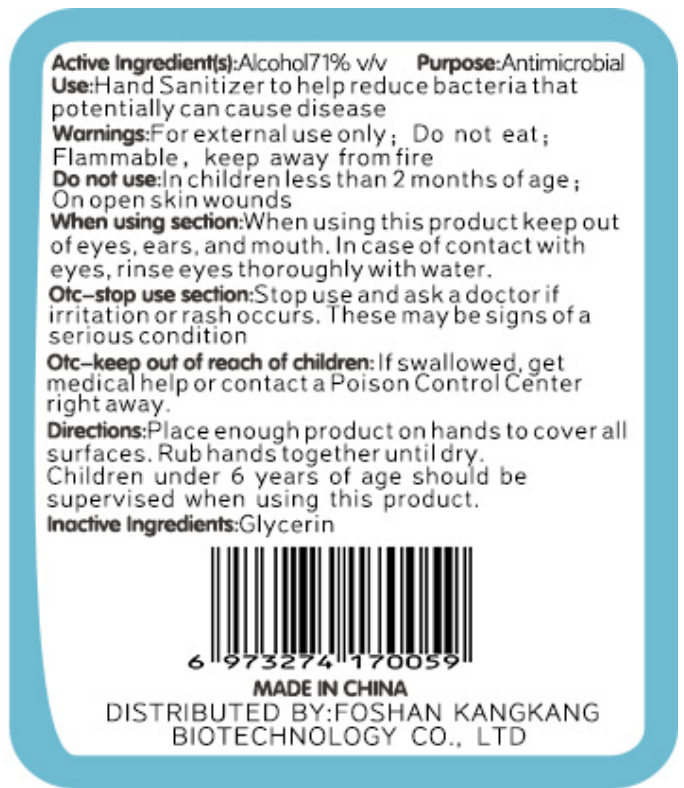 Active Ingredient(s):Alcohol71% v/v Purpose:Antimicrobial
Use:Hand Sanitizer to help reduce bacteria that
potentially can cause disease
Warnings:For external use only; Do not eat;
Flammable, keep away from fire
Do not use:In children less than 2 months of age;
On open skin wounds
When using section:When using this product keep out
of eyes, ears, and mouth. In case of contact with
eyes, rinse eyes thoroughly with water.
Otc-stop use section:Stop use and ask a doctor if
irritation or rash occurs. These may be signs of a
serious condition
Otc-keep out of reach of children: If swallowed, get
medical help or contact a Poison Control Center
right away.
Directions:Place enough product on hands to cover all
surfaces. Rub hands together until dry.
Children under 6 years of age should be
supervised when using this product.
Inactive Ingredients:Glycerin
6 973274 170059
MADE IN CHINA
DISTRIBUTED BY:FOSHAN KANGKANG
BIOTECHNOLOGY CO., LTD